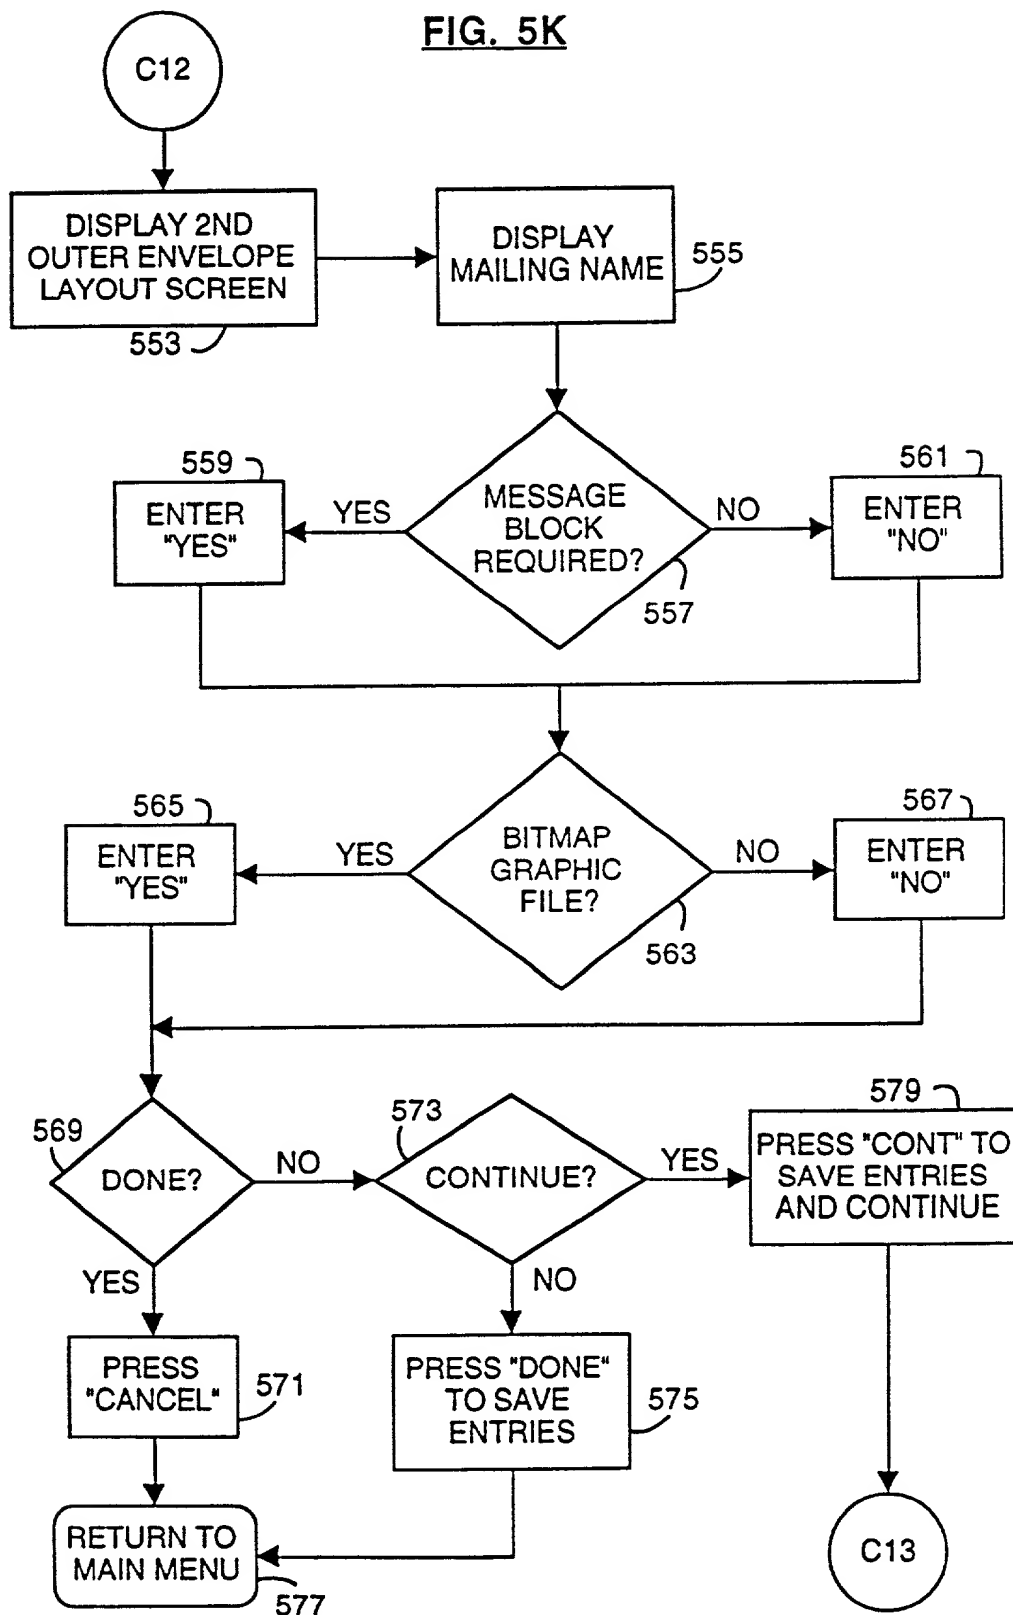 FIG. 5K
C12
DISPLAY 2ND
OUTER ENVELOPE
LAYOUT SCREEN
553
DISPLAY
MAILING NAME
555
MESSAGE
BLOCK
REQUIRED?
557
YES
NO
559
ENTER
"YES"
561
ENTER
"NO"
BITMAP
GRAPHIC
FILE?
563
YES
NO
565
ENTER
"YES"
567
ENTER
"NO"
569
DONE?
NO
YES
573
CONTINUE?
YES
NO
579
PRESS "CONT" TO
SAVE ENTRIES
AND CONTINUE
PRESS
"CANCEL"
571
PRESS "DONE"
TO SAVE
ENTRIES
575
RETURN TO
MAIN MENU
577
C13